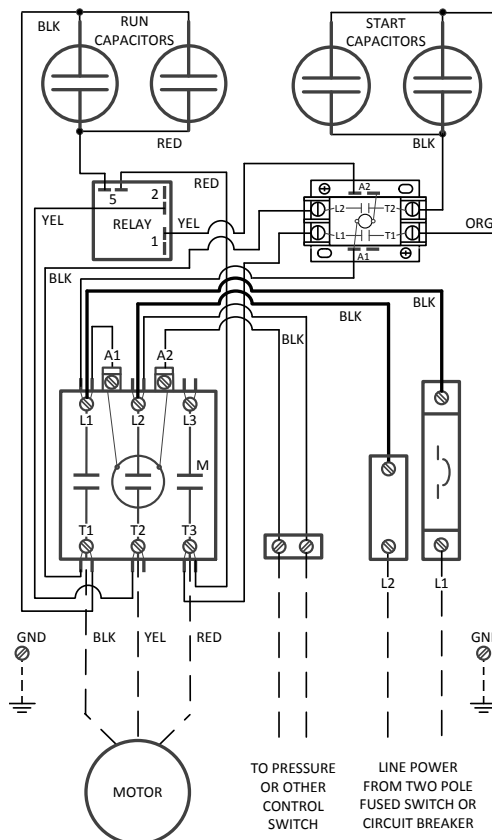 BLK
RUN
CAPACITORS
START
CAPACITORS
RED
BLK
5
2
RED
RELAY
YEL
YEL
1
A2
L2
T2
L1
T1
A1
ORG
BLK
BLK
BLK
BLK
A1
A2
L1
L2
L3
M
T1
T2
T3
L2
L1
GND
BLK
YEL
RED
GND
MOTOR
TO PRESSURE
OR OTHER
CONTROL
SWITCH
LINE POWER
FROM TWO POLE
FUSED SWITCH OR
CIRCUIT BREAKER